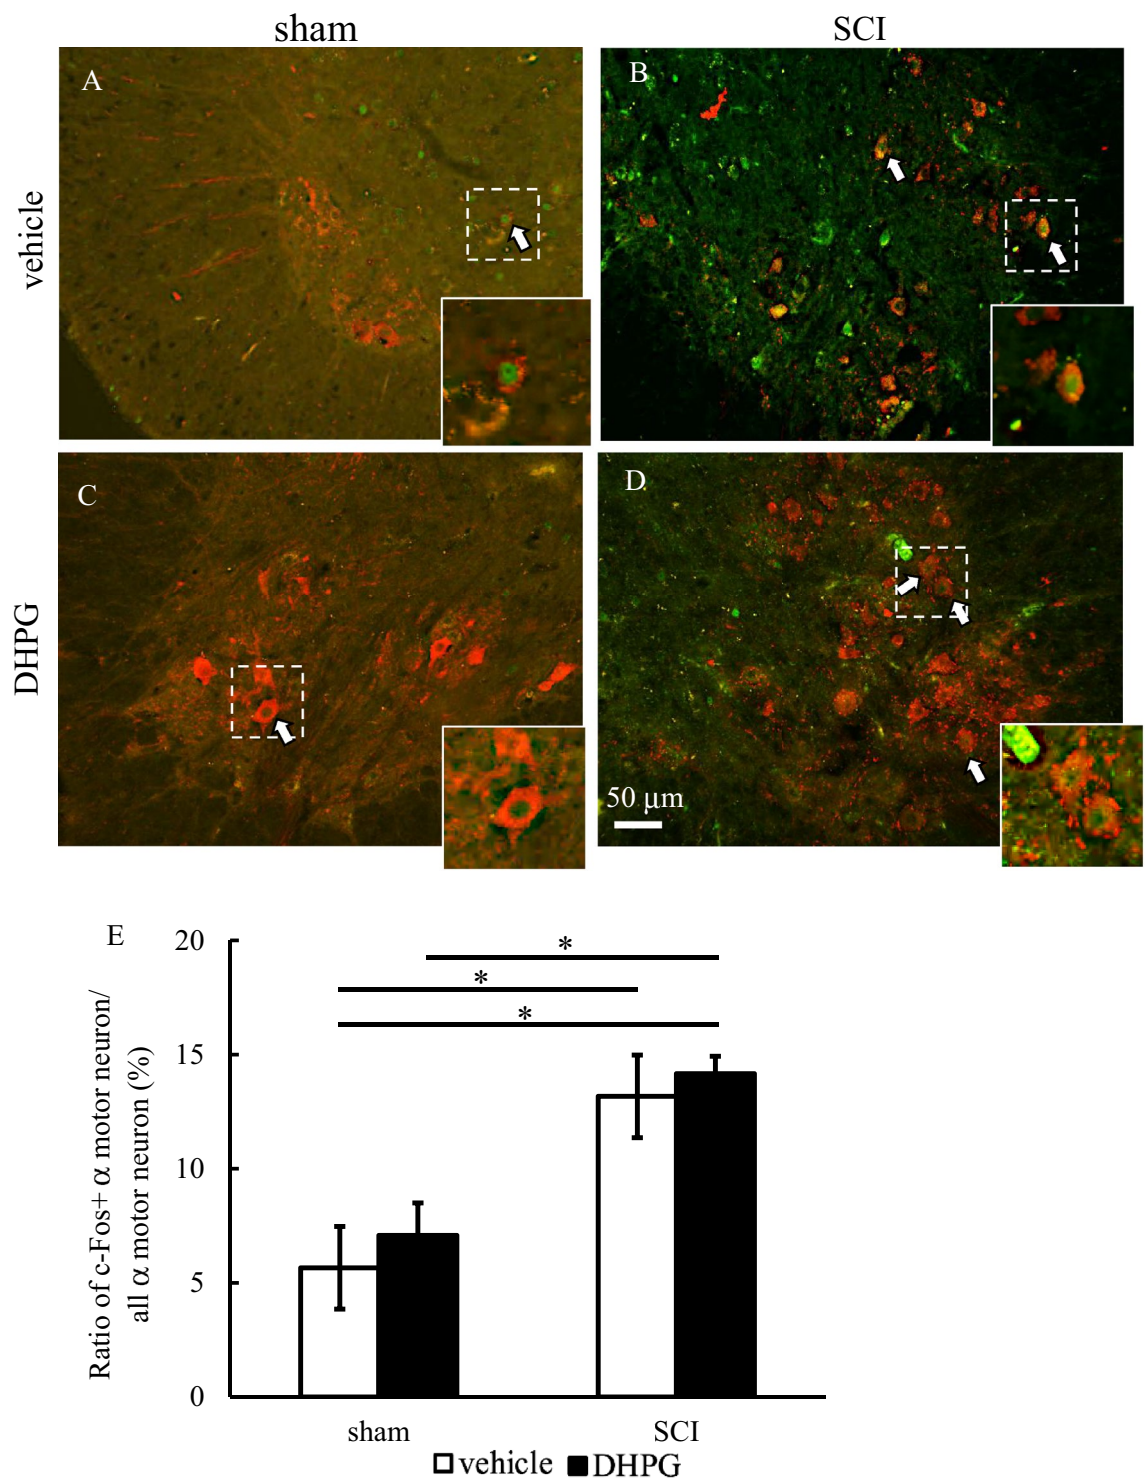 sham
SCI
vehicle
A
B
DHPG
C
D
50 µm
E
Ratio of c-Fos+ α motor neuron/
all α motor neuron (%)
20
*
*
*
15
10
5
0
sham
SCI
vehicle
DHPG